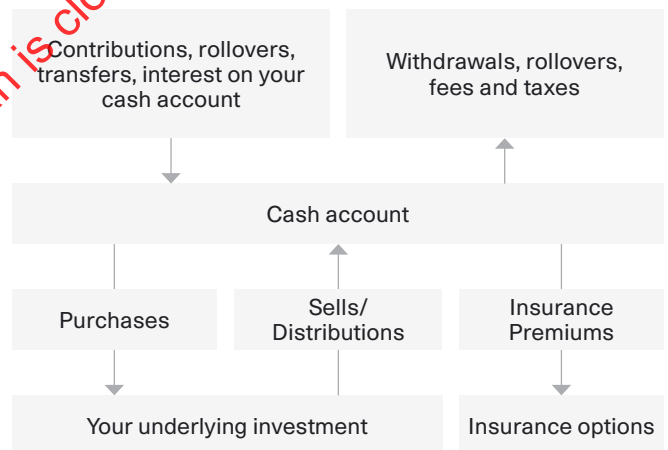 Contributions, rollovers,
transfers, interest on your
cash account
Withdrawals, rollovers,
fees and taxes
Cash account
Purchases
Sells/
Distributions
Insurance
Premiums
Your underlying investment
Insurance options
is